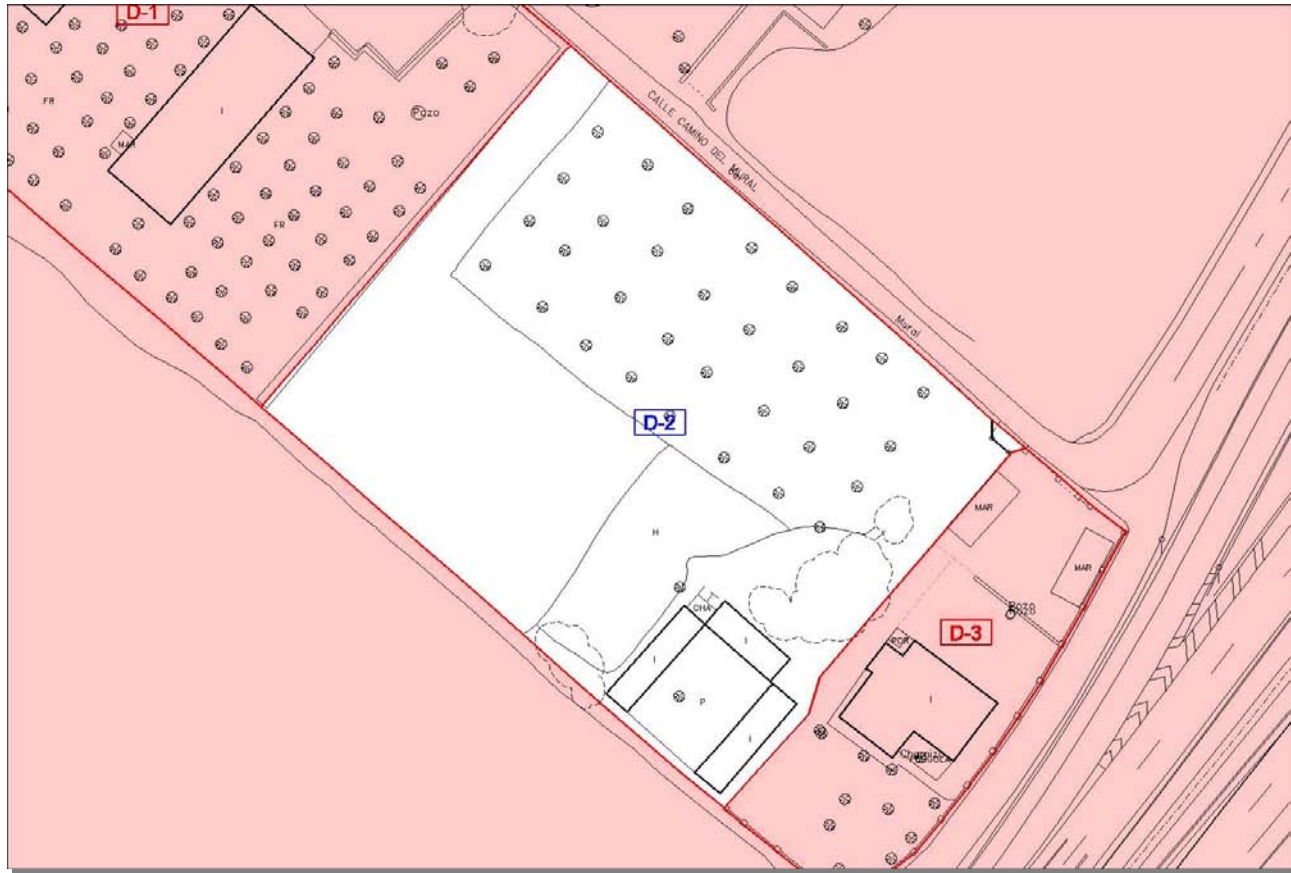 D-1
FR
I
MAR
Pozo
FR
CALLE CAMINO DEL MURAL
Mural
D-2
MAR
H
MAR
Pozo
CHA
D-3
POR
I
I
P
I
I